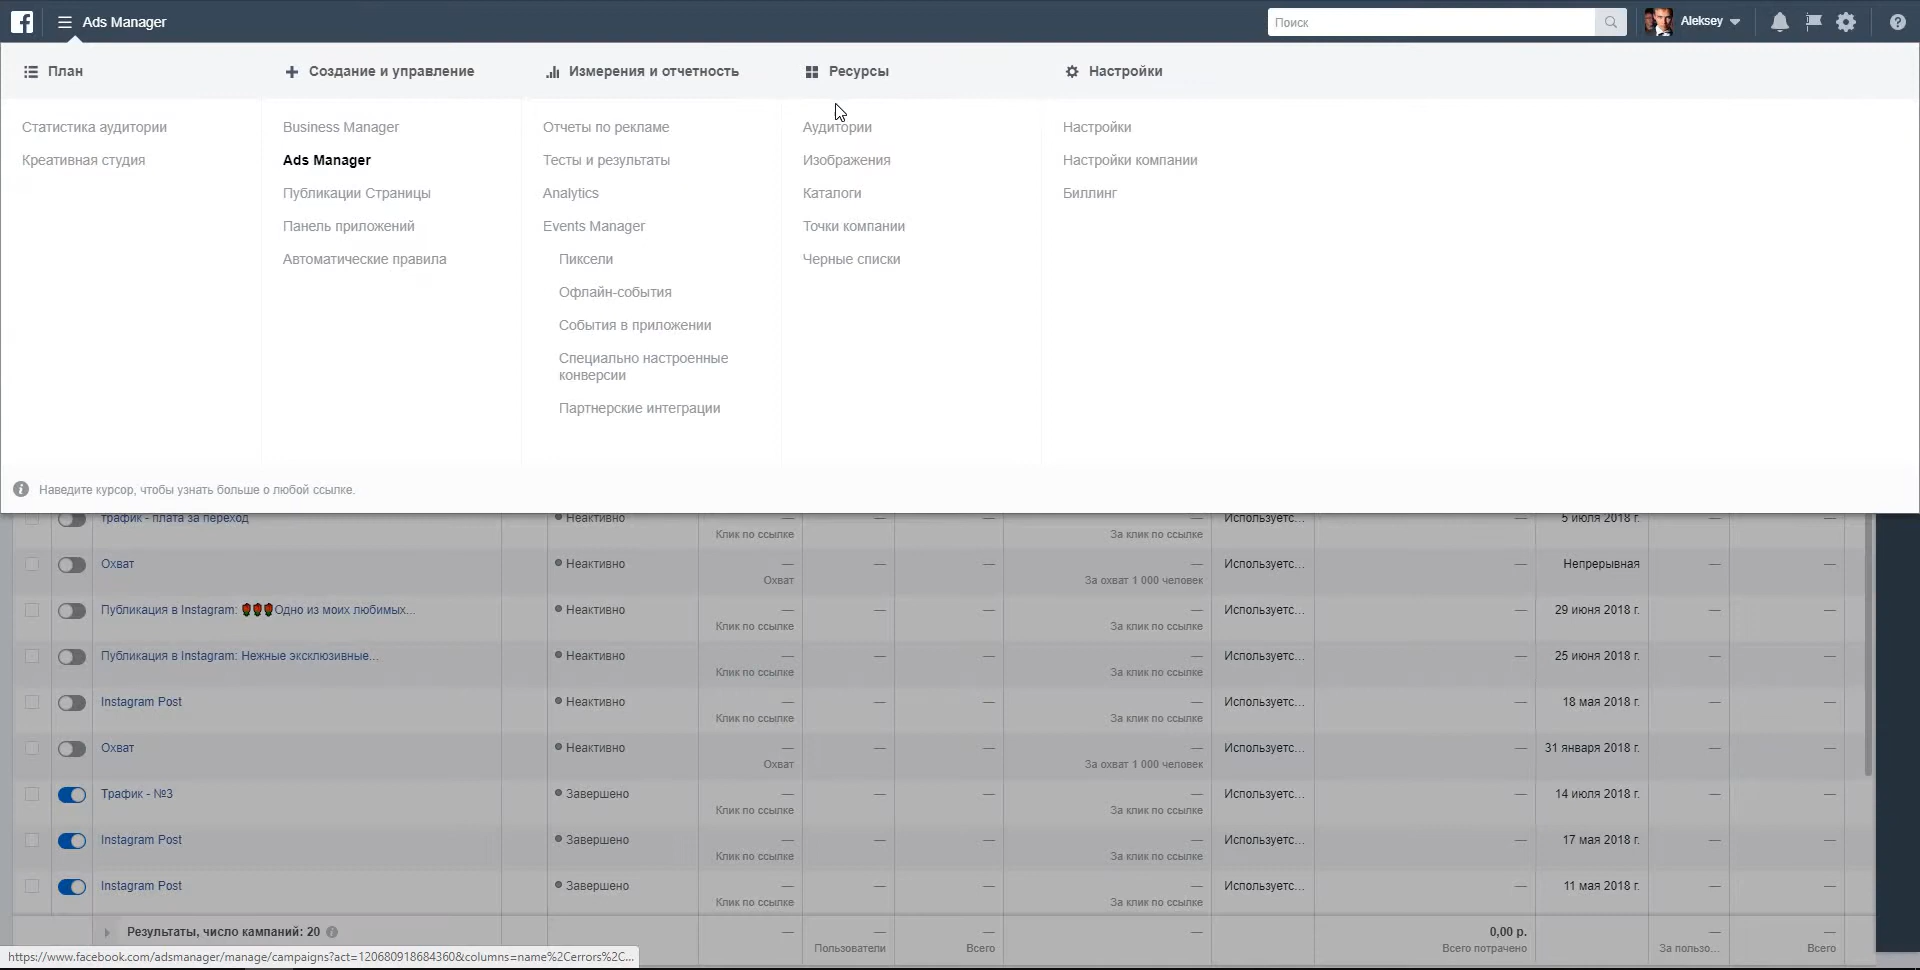 Ads Manager
Поиск
Aleksey
План
Создание и управление
Измерения и отчетность
Ресурсы
Настройки
Статистика аудитории
Креативная студия
Business Manager
Ads Manager
Публикации Страницы
Панель приложений
Автоматические правила
Отчеты по рекламе
Тесты и результаты
Analytics
Events Manager
Пиксели
Офлайн-события
События в приложении
Специально настроенные
конверсии
Партнерские интеграции
Аудитории
Изображения
Каталоги
Точки компании
Черные списки
Настройки
Настройки компании
Биллинг
Наведите курсор, чтобы узнать больше о любой ссылке.
трафик - плата за переход
Неактивно
—
Клик по ссылке
— — —
За клик по ссылке
Используетс...
—
5 июля 2018 г.
— —
Охват
Неактивно
—
Охват
— — —
За охват 1 000 человек
Используетс...
—
Непрерывная
— —
Публикация в Instagram: 🌹🌹🌹Одно из моих любимых...
Неактивно
—
Клик по ссылке
— — —
За клик по ссылке
Используетс...
—
29 июня 2018 г.
— —
Публикация в Instagram: Нежные эксклюзивные...
Неактивно
—
Клик по ссылке
— — —
За клик по ссылке
Используетс...
—
25 июня 2018 г.
— —
Instagram Post
Неактивно
—
Клик по ссылке
— — —
За клик по ссылке
Используетс...
—
18 мая 2018 г.
— —
Охват
Неактивно
—
Охват
— — —
За охват 1 000 человек
Используетс...
—
31 января 2018 г.
— —
Трафик - №3
Завершено
—
Клик по ссылке
— — —
За клик по ссылке
Используетс...
—
14 июля 2018 г.
— —
Instagram Post
Завершено
—
Клик по ссылке
— — —
За клик по ссылке
Используетс...
—
17 мая 2018 г.
— —
Instagram Post
Завершено
—
Клик по ссылке
— — —
За клик по ссылке
Используетс...
—
11 мая 2018 г.
— —
Результаты, число кампаний: 20
—
—
Пользователи
—
Всего
—
0,00 р.
Всего потрачено
—
За пользо...
—
Всего
https://www.facebook.com/adsmanager/manage/campaigns?act=120680918684360&columns=name%2Cerrors%2C...